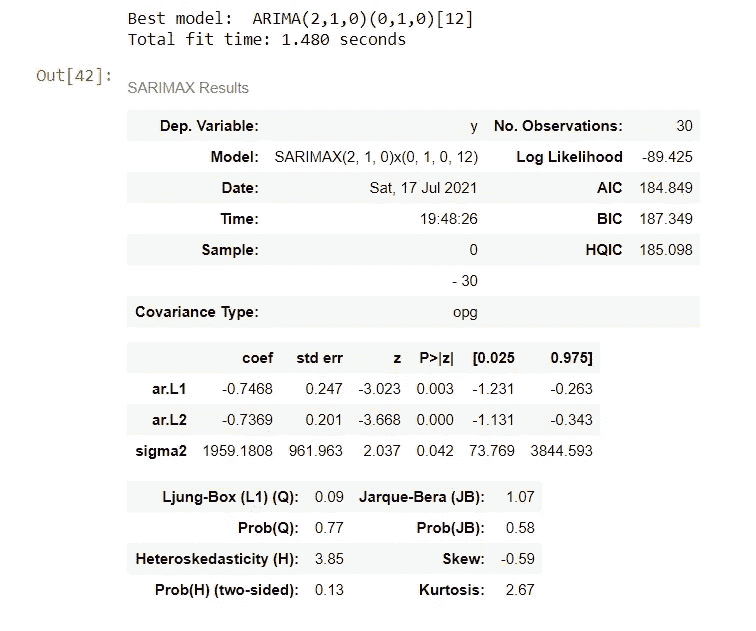 Best model:  ARIMA(2,1,0)(0,1,0)[12]
Total fit time: 1.480 seconds
Out[42]:
SARIMAX Results
Dep. Variable: y No. Observations: 30
Model: SARIMAX(2, 1, 0)x(0, 1, 0, 12) Log Likelihood -89.425
Date: Sat, 17 Jul 2021 AIC 184.849
Time: 19:48:26 BIC 187.349
Sample: 0 HQIC 185.098
- 30
Covariance Type: opg
coef std err z P>|z| [0.025 0.975]
ar.L1 -0.7468 0.247 -3.023 0.003 -1.231 -0.263
ar.L2 -0.7369 0.201 -3.668 0.000 -1.131 -0.343
sigma2 1959.1808 961.963 2.037 0.042 73.769 3844.593
Ljung-Box (L1) (Q): 0.09 Jarque-Bera (JB): 1.07
Prob(Q): 0.77 Prob(JB): 0.58
Heteroskedasticity (H): 3.85 Skew: -0.59
Prob(H) (two-sided): 0.13 Kurtosis: 2.67